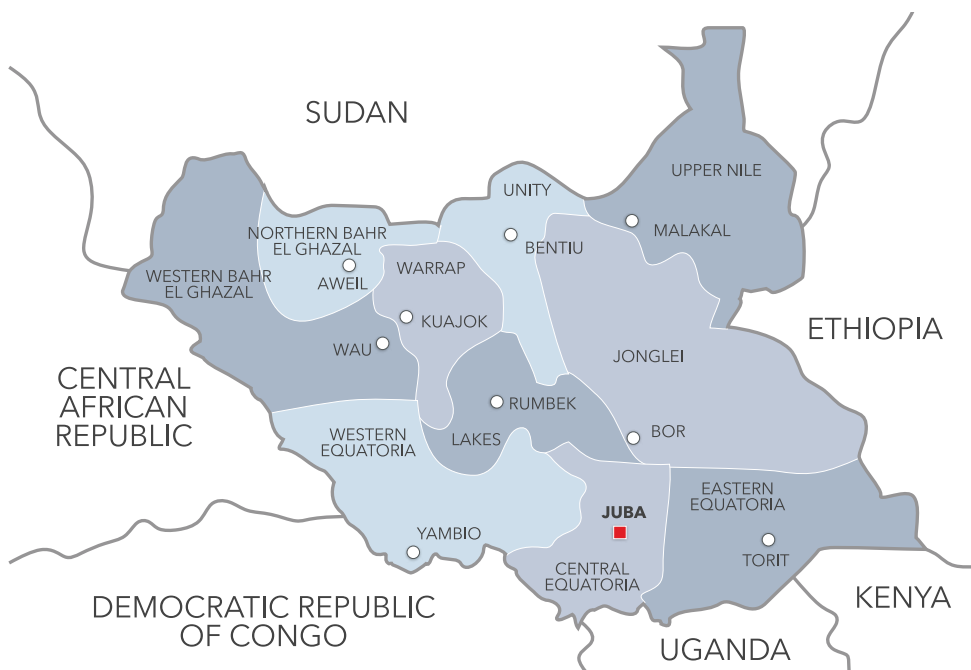 SUDAN
UPPER NILE
UNITY
MALAKAL
NORTHERN BAHR
EL GHAZAL
BENTIU
WARRAP
WESTERN BAHR
EL GHAZAL
AWEIL
KUAJOK
ETHIOPIA
WAU
JONGLEI
CENTRAL
AFRICAN
REPUBLIC
RUMBEK
BOR
WESTERN
EQUATORIA
LAKES
EASTERN
EQUATORIA
JUBA
YAMBIO
TORIT
CENTRAL
EQUATORIA
KENYA
DEMOCRATIC REPUBLIC
OF CONGO
UGANDA